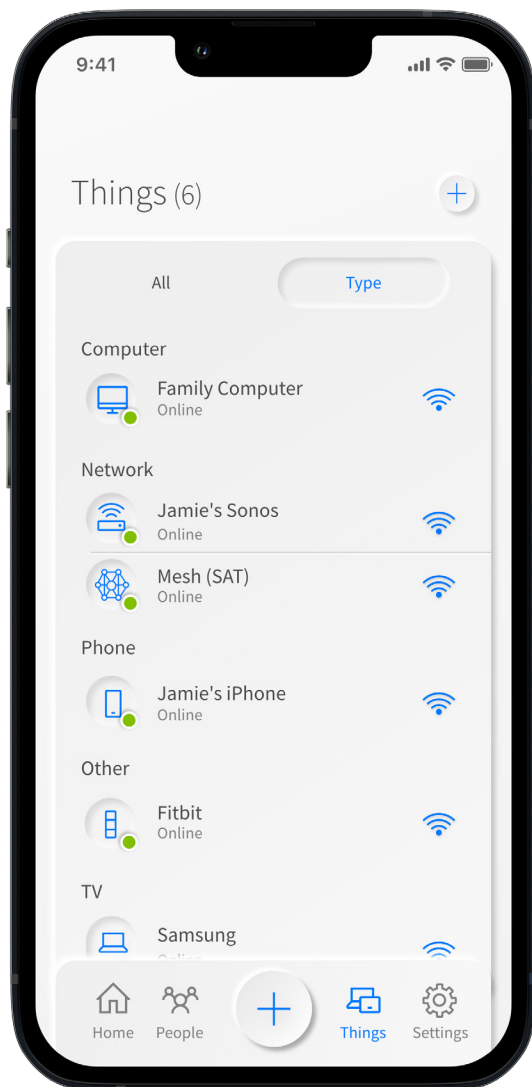 9:41
Things (6)
All Type
Computer
Family Computer
Online
Network
Jamie's Sonos
Online
Mesh (SAT)
Online
Phone
Jamie's iPhone
Online
Other
Fitbit
Online
TV
Samsung
Home People Things Settings